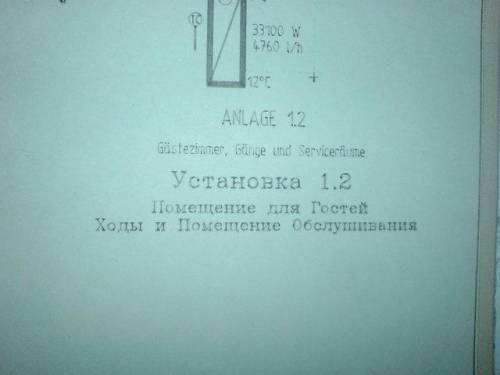 TC
33100 W
4760 l/h
12°C
ANLAGE 1.2
Gästezimmer, Gänge und Serviceräume
Установка 1.2
Помещение для Гостей
Ходы и Помещение Обслушивания